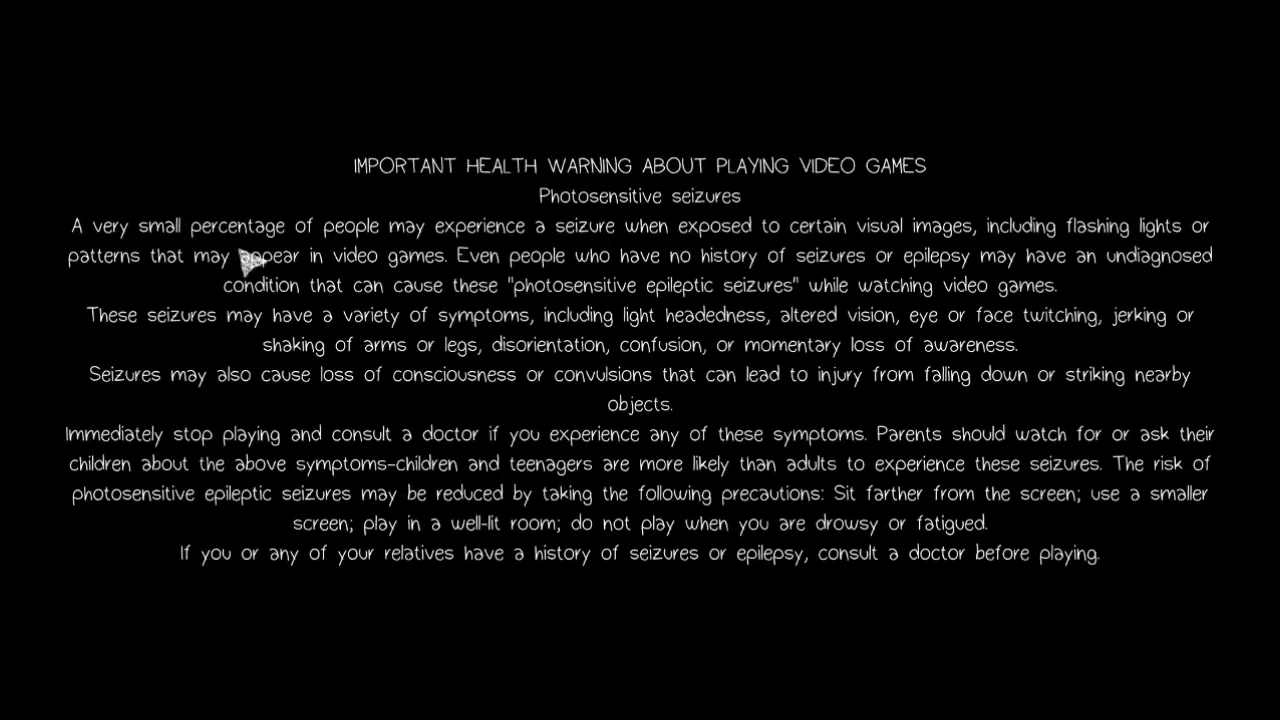 IMPORTANT HEALTH WARNING ABOUT PLAYING VIDEO GAMES
Photosensitive seizures
A very small percentage of people may experience a seizure when exposed to certain visual images, including flashing lights or
patterns that may appear in video games. Even people who have no history of seizures or epilepsy may have an undiagnosed
condition that can cause these "photosensitive epileptic seizures" while watching video games.
These seizures may have a variety of symptoms, including light headedness, altered vision, eye or face twitching, jerking or
shaking of arms or legs, disorientation, confusion, or momentary loss of awareness.
Seizures may also cause loss of consciousness or convulsions that can lead to injury from falling down or striking nearby
objects.
Immediately stop playing and consult a doctor if you experience any of these symptoms. Parents should watch for or ask their
children about the above symptoms-children and teenagers are more likely than adults to experience these seizures. The risk of
photosensitive epileptic seizures may be reduced by taking the following precautions: Sit farther from the screen; use a smaller
screen; play in a well-lit room; do not play when you are drowsy or fatigued.
If you or any of your relatives have a history of seizures or epilepsy, consult a doctor before playing.